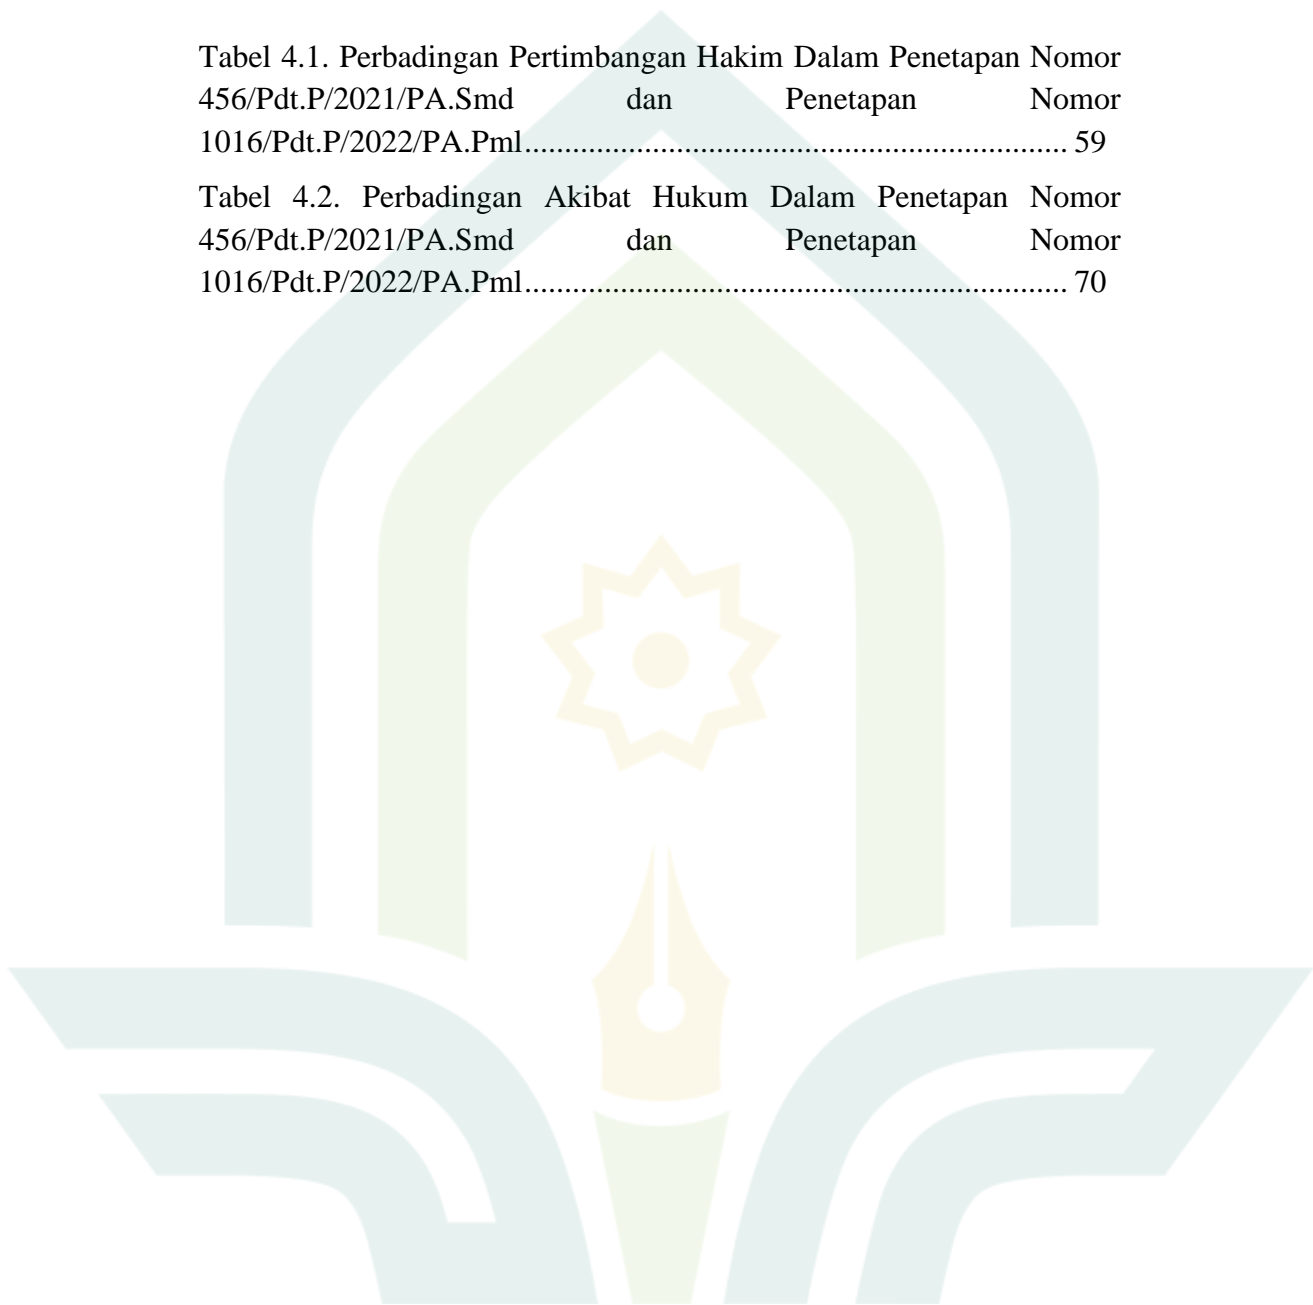 Tabel 4.1. Perbadingan Pertimbangan Hakim Dalam Penetapan Nomor
456/Pdt.P/2021/PA.Smd dan Penetapan Nomor
1016/Pdt.P/2022/PA.Pml.................................................................... 59
Tabel 4.2. Perbadingan Akibat Hukum Dalam Penetapan Nomor
456/Pdt.P/2021/PA.Smd dan Penetapan Nomor
1016/Pdt.P/2022/PA.Pml.................................................................... 70